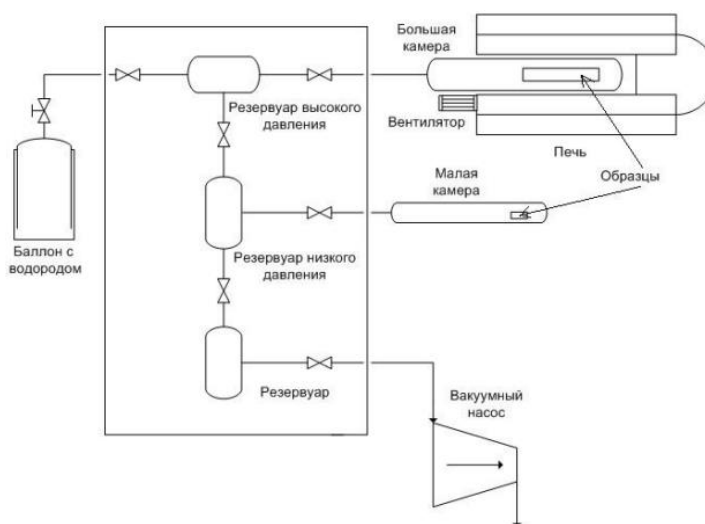 Большая
камера
Резервуар высокого
давления
Вентилятор
Печь
Малая
камера
Образцы
Баллон с
водородом
Резервуар низкого
давления
Резервуар
Вакуумный
насос